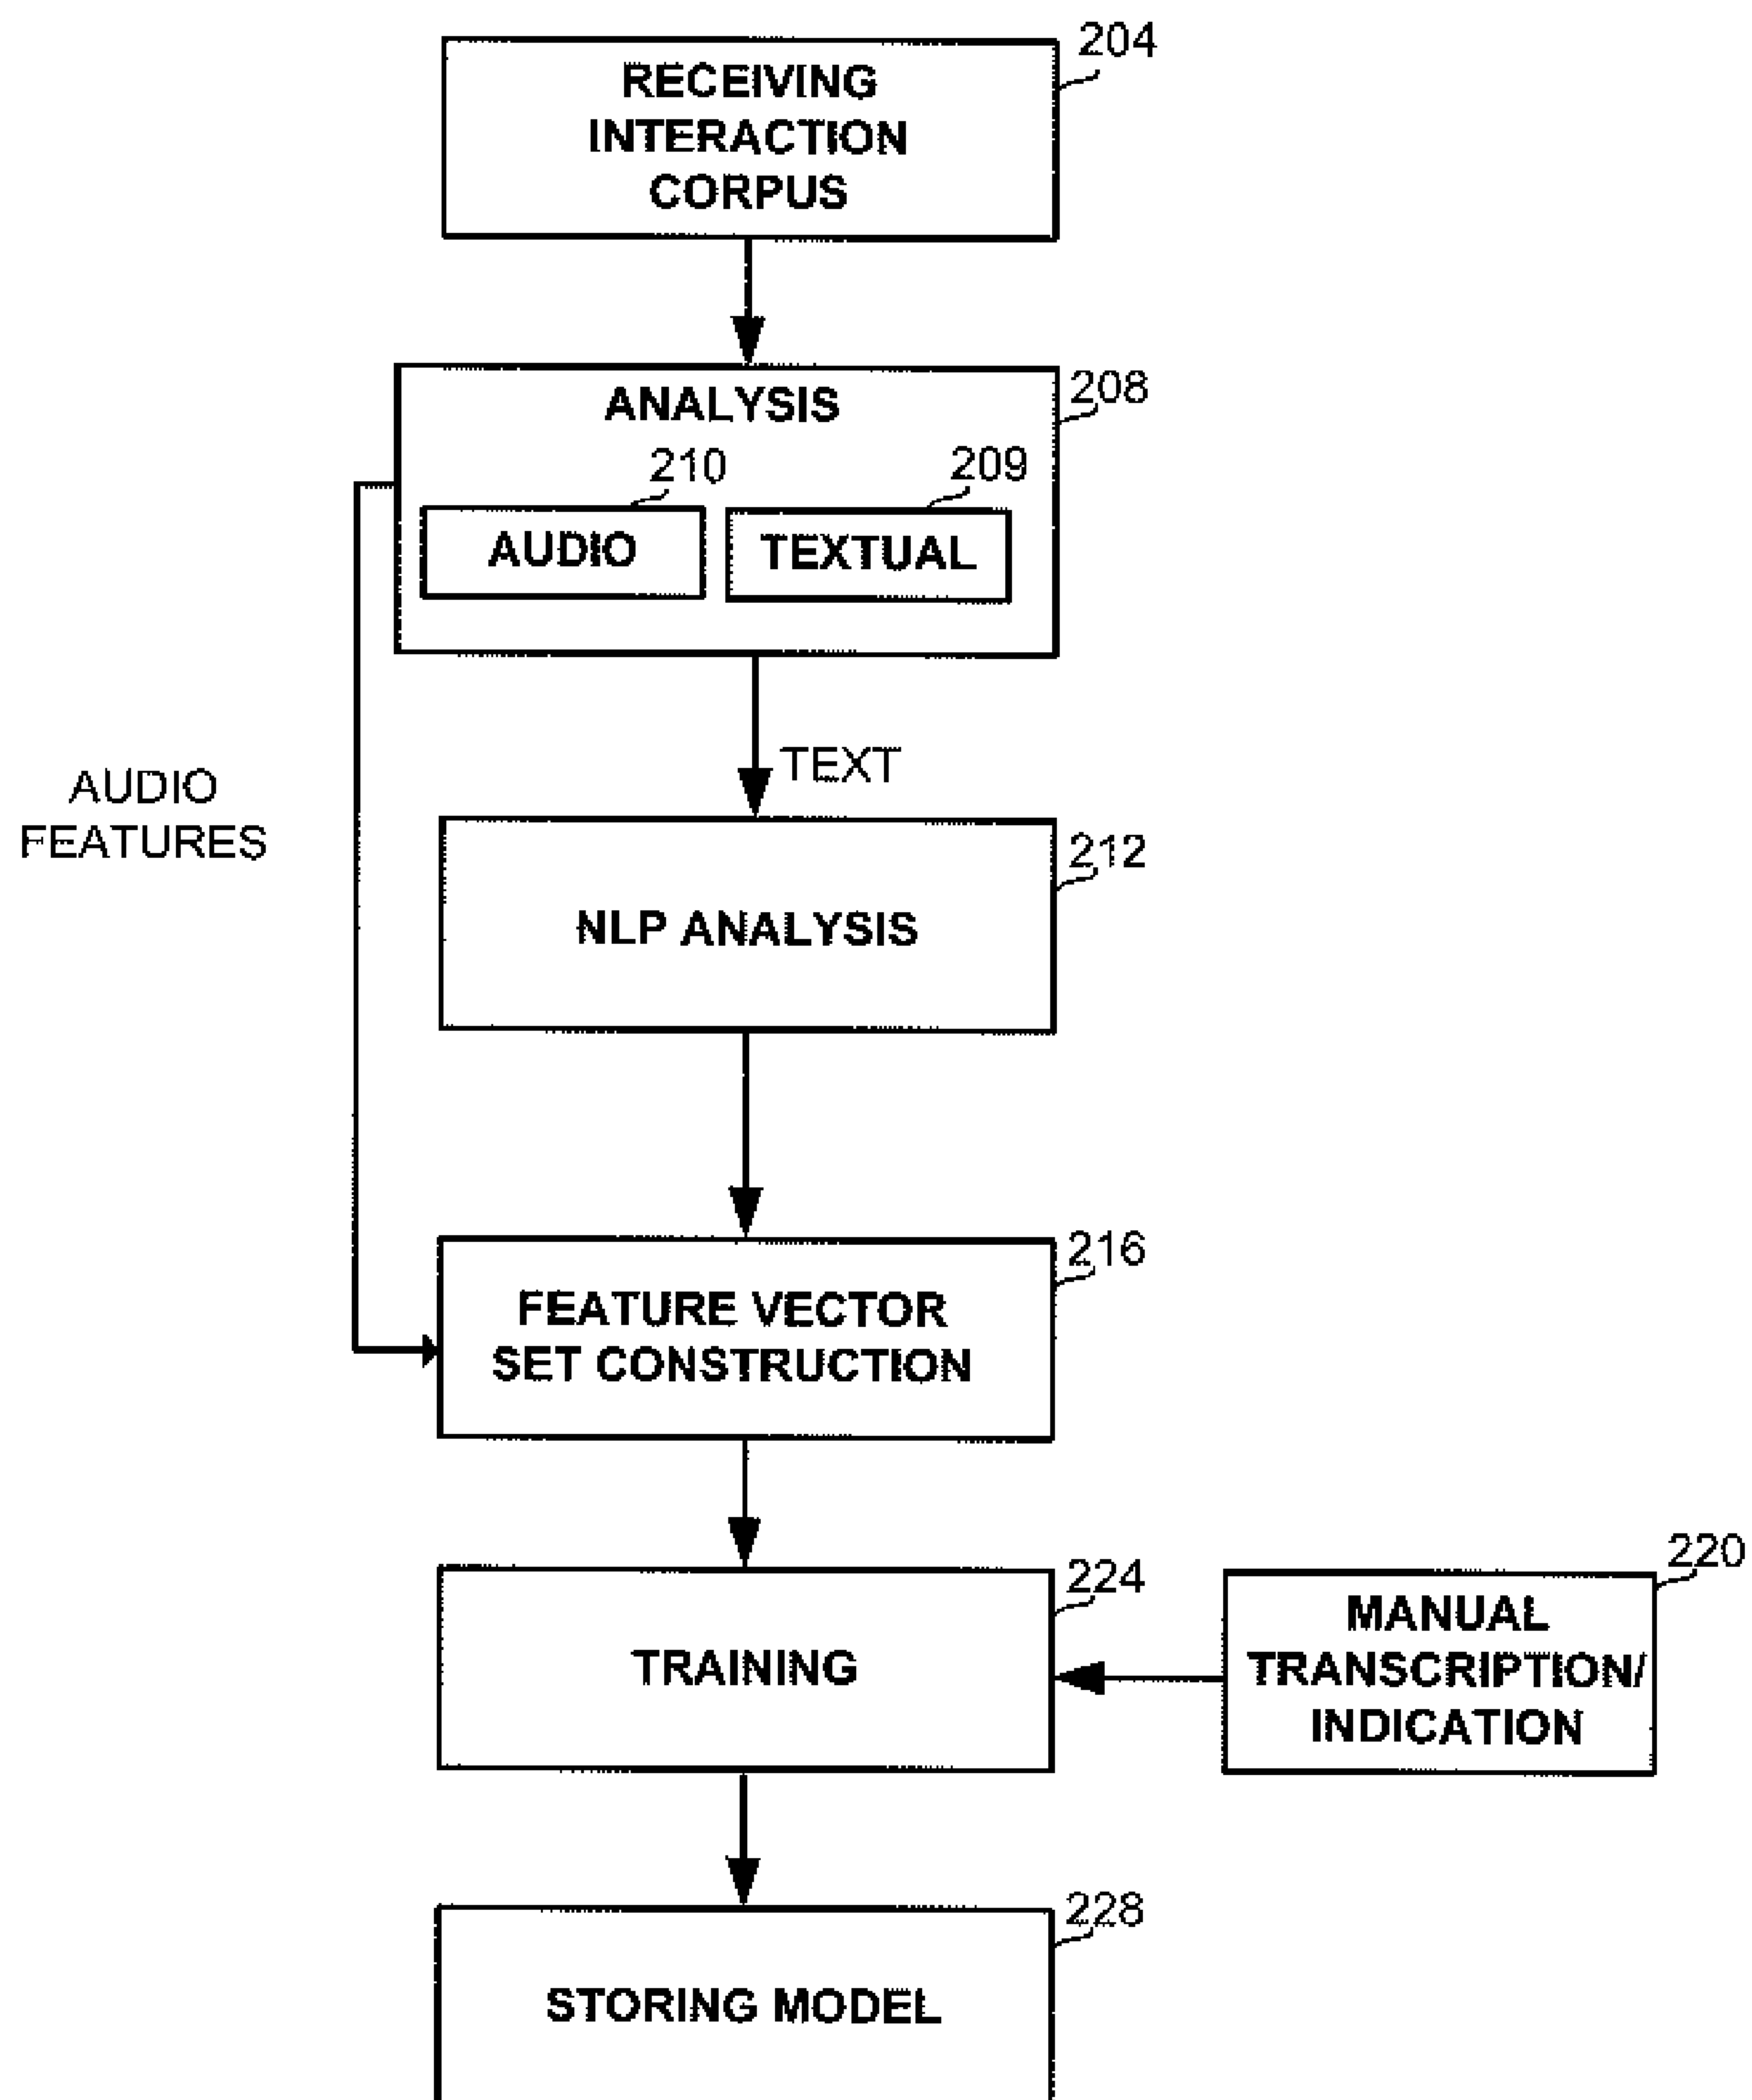 204
RECEIVING
INTERACTION
CORPUS
208
ANALYSIS
210
209
AUDIO
TEXTUAL
TEXT
AUDIO
FEATURES
212
NLP ANALYSIS
216
FEATURE VECTOR
SET CONSTRUCTION
224
TRAINING
220
MANUAL
TRANSCRIPTION/
INDICATION
228
STORING MODEL